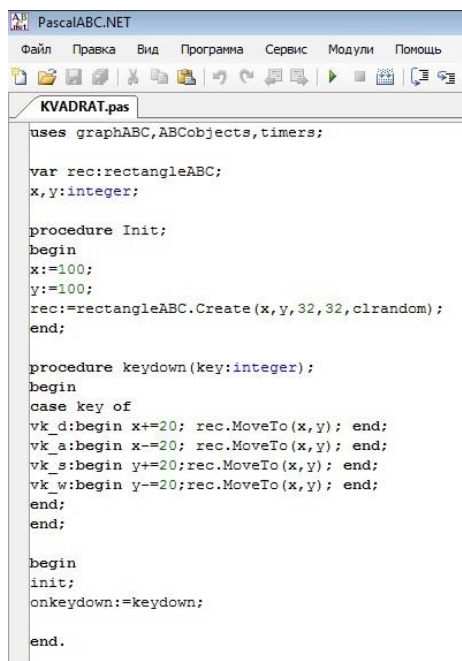 PascalABC.NET
Файл Правка Вид Программа Сервис Модули Помощь
KVADRAT.pas
uses graphABC,ABCobjects,timers;
var rec:rectangleABC;
x,y:integer;
procedure Init;
begin
x:=100;
y:=100;
rec:=rectangleABC.Create(x,y,32,32,clrandom);
end;
procedure keydown(key:integer);
begin
case key of
vk_d:begin x+=20; rec.MoveTo(x,y); end;
vk_a:begin x-=20; rec.MoveTo(x,y); end;
vk_s:begin y+=20;rec.MoveTo(x,y); end;
vk_w:begin y-=20;rec.MoveTo(x,y); end;
end;
end;
begin
init;
onkeydown:=keydown;
end.